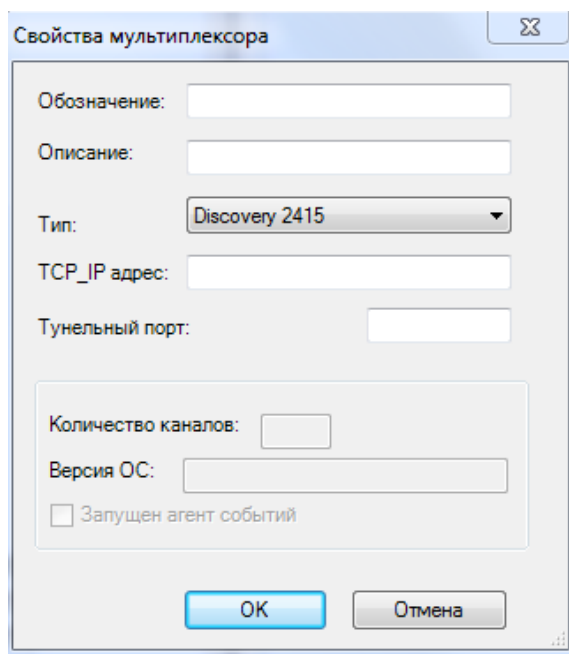 Свойства мультиплексора
Обозначение:
Описание:
Тип: Discovery 2415
TCP_IP адрес:
Тунельный порт:
Количество каналов:
Версия ОС:
Запущен агент событий
OK Отмена